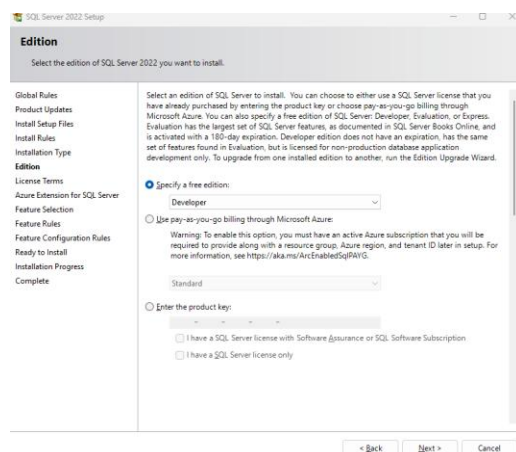 SQL Server 2022 Setup
Edition
Select the edition of SQL Server 2022 you want to install.
Global Rules
Product Updates
Install Setup Files
Install Rules
Installation Type
Edition
License Terms
Azure Extension for SQL Server
Feature Selection
Feature Rules
Feature Configuration Rules
Ready to Install
Installation Progress
Complete
Select an edition of SQL Server to install. You can choose to either use a SQL Server license that you
have already purchased by entering the product key or choose pay-as-you-go billing through
Microsoft Azure. You can also specify a free edition of SQL Server: Developer, Evaluation, or Express.
Evaluation has the largest set of SQL Server features, as documented in SQL Server Books Online, and
is activated with a 180-day expiration. Developer edition does not have an expiration, has the same
set of features found in Evaluation, but is licensed for non-production database application
development only. To upgrade from one installed edition to another, run the Edition Upgrade Wizard.
Specify a free edition:
Developer
Use pay-as-you-go billing through Microsoft Azure:
Warning: To enable this option, you must have an active Azure subscription that you will be
required to provide along with a resource group, Azure region, and tenant ID later in setup. For
more information, see https://aka.ms/ArcEnabledSqlPAYG.
Standard
Enter the product key:
- - - -
I have a SQL Server license with Software Assurance or SQL Software Subscription
I have a SQL Server license only
< Back
Next >
Cancel